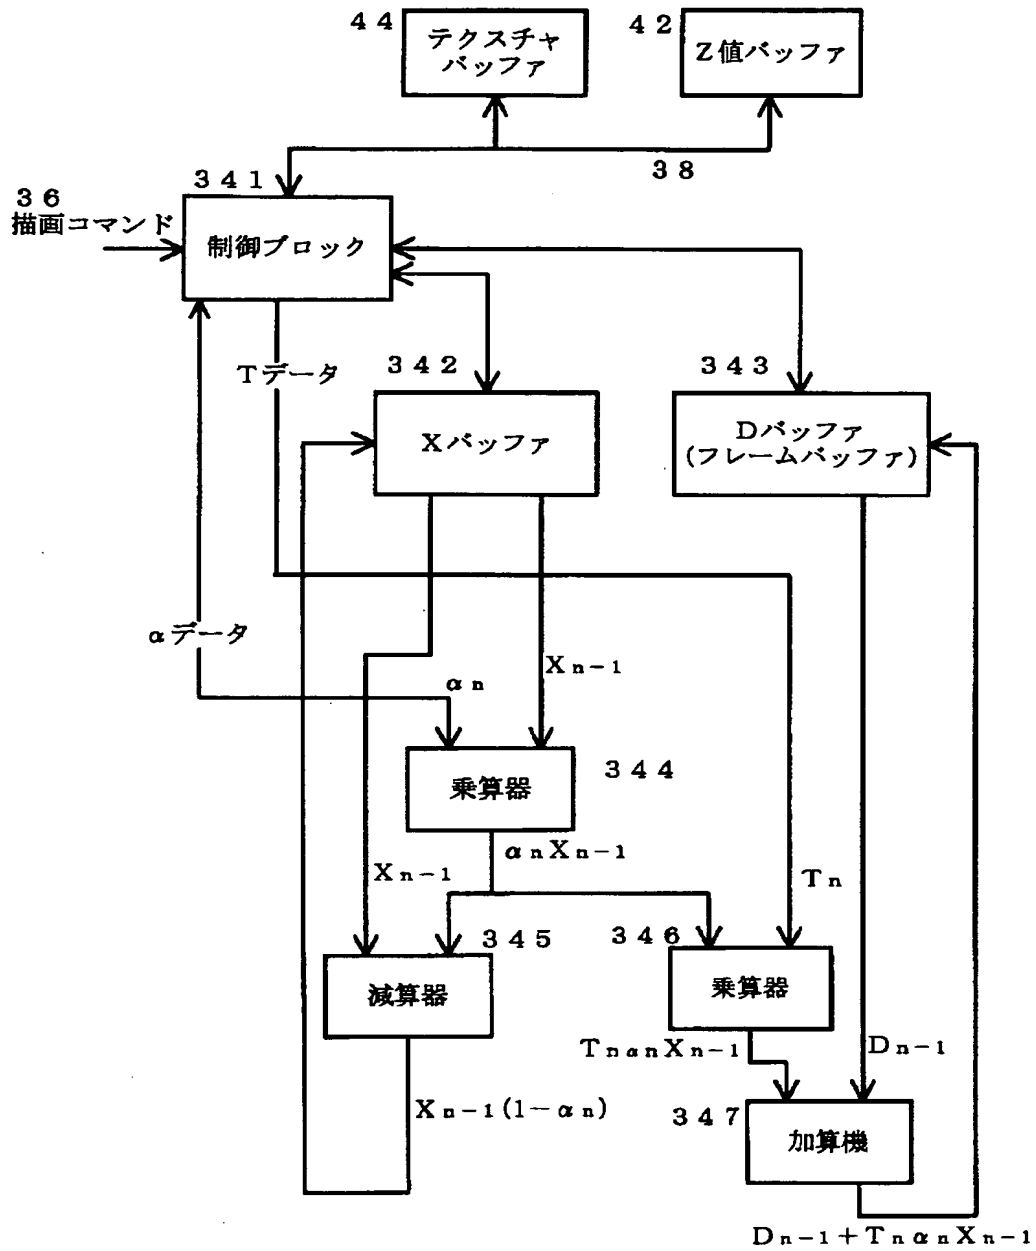 ４４
テクスチャ
バッファ
４２
Z値バッファ
３８
３４１
３６
描画コマンド
制御ブロック
Tデータ
３４２
３４３
Xバッファ
Dバッファ
(フレームバッファ)
αデータ
αn
Xn-1
３４４
乗算器
αnXn-1
Xn-1
Tn
３４５
３４６
減算器
乗算器
TnαnXn-1
Dn-1
Xn-1(1-αn)
３４７
加算機
Dn-1+TnαnXn-1